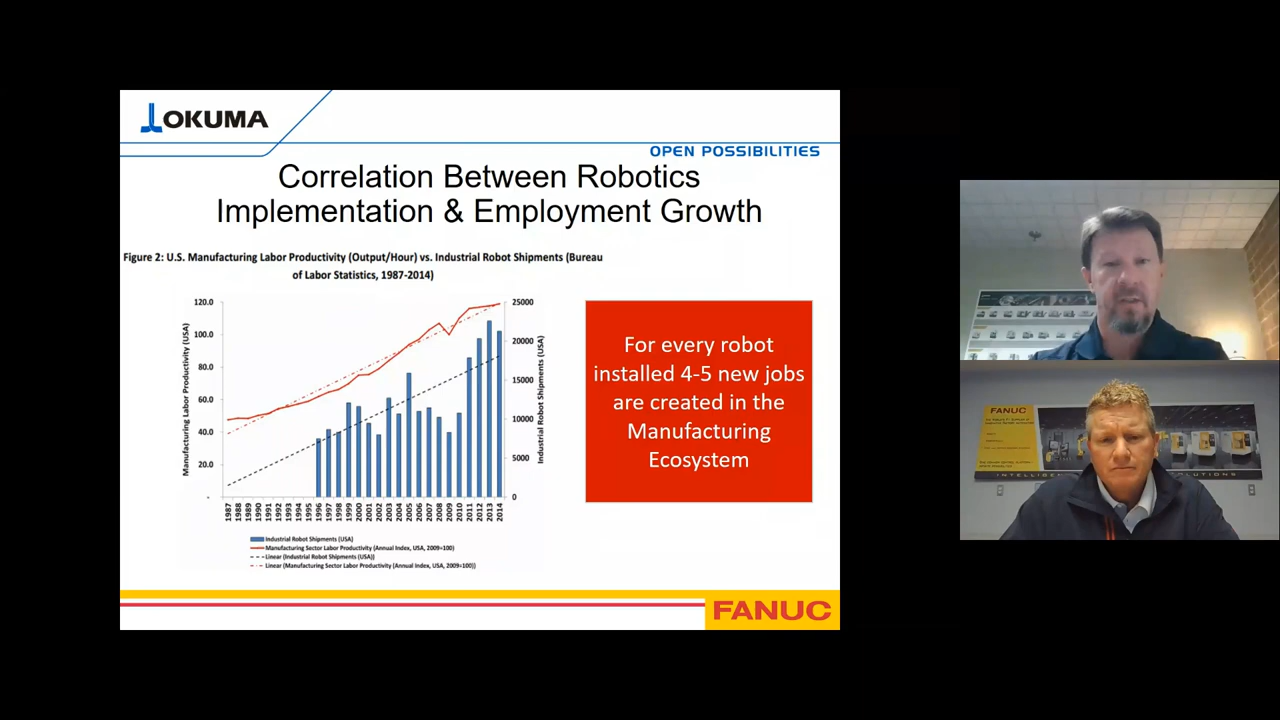 OKUMA
OPEN POSSIBILITIES
Correlation Between Robotics
Implementation & Employment Growth
Figure 2: U.S. Manufacturing Labor Productivity (Output/Hour) vs. Industrial Robot Shipments (Bureau
of Labor Statistics, 1987-2014)
Manufacturing Labor Productivity (USA)
120.0
100.0
80.0
60.0
40.0
20.0
-
25000
20000
15000
10000
5000
0
Industrial Robot Shipments (USA)
1987
1988
1989
1990
1991
1992
1993
1994
1995
1996
1997
1998
1999
2000
2001
2002
2003
2004
2005
2006
2007
2008
2009
2010
2011
2012
2013
2014
Industrial Robot Shipments (USA)
Manufacturing Sector Labor Productivity (Annual Index, USA, 2009=100)
Linear (Industrial Robot Shipments (USA))
Linear (Manufacturing Sector Labor Productivity (Annual Index, USA, 2009=100))
For every robot
installed 4-5 new jobs
are created in the
Manufacturing
Ecosystem
FANUC
FANUC